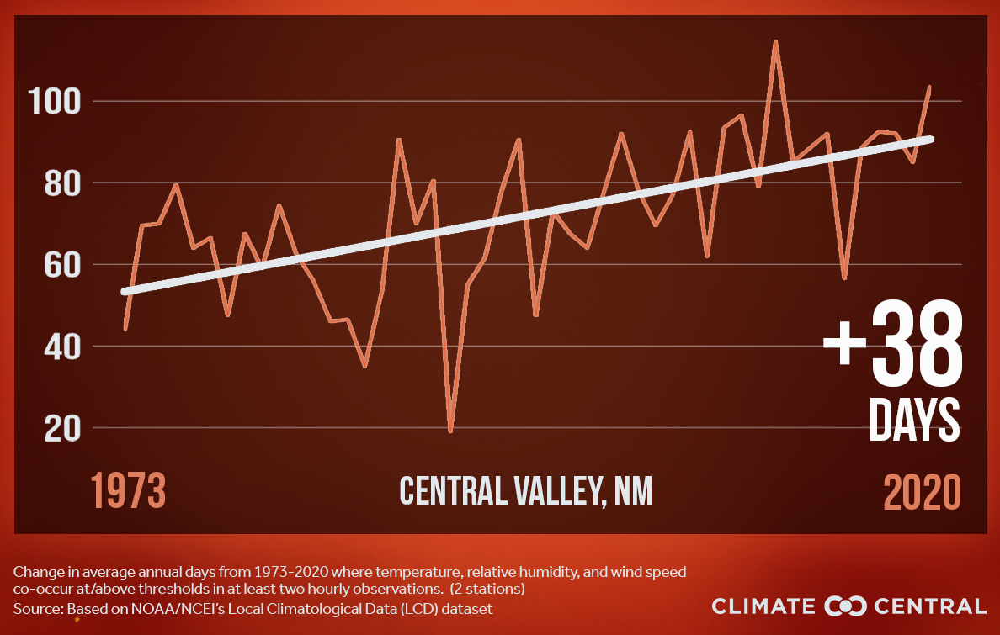 100
80
60
40
20
+38
DAYS
1973
CENTRAL VALLEY, NM
2020
Change in average annual days from 1973-2020 where temperature, relative humidity, and wind speed
co-occur at/above thresholds in at least two hourly observations. (2 stations)
Source: Based on NOAA/NCEI's Local Climatological Data (LCD) dataset
CLIMATE CENTRAL